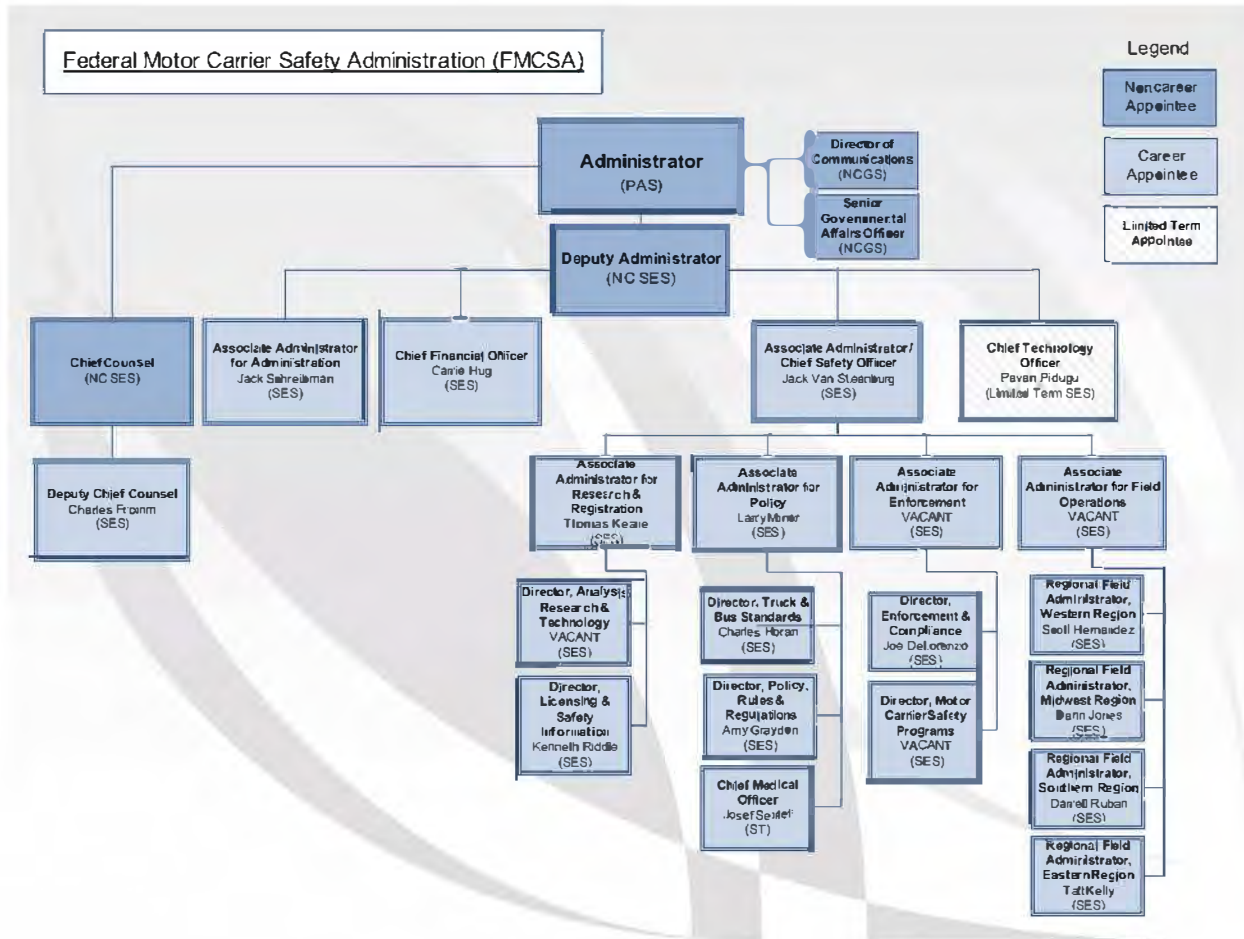 Federal Motor Carrier Safety Administration (FMCSA)
Legend
Noncareer
Appointee
Career
Appointee
Limited Term
Appointee
Administrator
(PAS)
Director of
Communications
(NCGS)
Senior
Governmental
Affairs Officer
(NCGS)
Deputy Administrator
(NC SES)
Chief Counsel
(NC SES)
Associate Administrator
for Administration
Jack
(SES)
Chief Financial Officer
Carrie Hug
(SES)
Associate Administrator/
Chief Safety Officer
Jack Van Steenburg
(SES)
Chief Technology
Officer
Pavan Pidugu
(Limited Term SES)
Deputy Chief Counsel
Charles Fromm
(SES)
Associate
Administrator for
Research &
Registration
Thomas Keane
(SES)
Associate
Administrator for
Policy
Larry Minor
(SES)
Associate
Administrator for
Enforcement
VACANT
(SES)
Associate
Administrator for Field
Operations
VACANT
(SES)
Director, Analysis
Research &
Technology
VACANT
(SES)
Director,
Licensing &
Safety
Information
Kenneth Riddle
(SES)
Director, Truck &
Bus Standards
Charles Horan
(SES)
Director, Policy,
Rules &
Regulations
Amy
(SES)
Chief Medical
Officer
Josef
(ST)
Director,
Enforcement &
Compliance
Joe DeLorenzo
(SES)
Director, Motor
Carrier Safety
Programs
VACANT
(SES)
Regional Field
Administrator,
Western Region
Scott Hernandez
(SES)
Regional Field
Administrator,
Midwest Region
Jones
(SES)
Regional Field
Administrator,
Southern Region
Darrell Ruban
(SES)
Regional Field
Administrator,
Eastern Region
Taft Kelly
(SES)